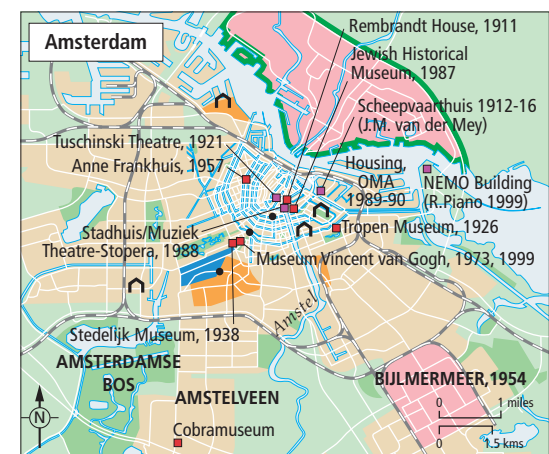 Amsterdam
Rembrandt House, 1911
Jewish Historical
Museum, 1987
Scheepvaarthuis 1912-16
(J.M. van der Mey)
Tuschinski Theatre, 1921
Anne Frankhuis, 1957
Housing,
OMA
1989-90
NEMO Building
(R.Piano 1999)
Stadhuis/Muziek
Theatre-Stopera, 1988
Tropen Museum, 1926
Museum Vincent van Gogh, 1973, 1999
Amstel
Stedelijk Museum, 1938
AMSTERDAMSE
BOS
AMSTELVEEN
BIJLMERMEER,1954
Cobramuseum
N
0 1 miles
0 1.5 kms